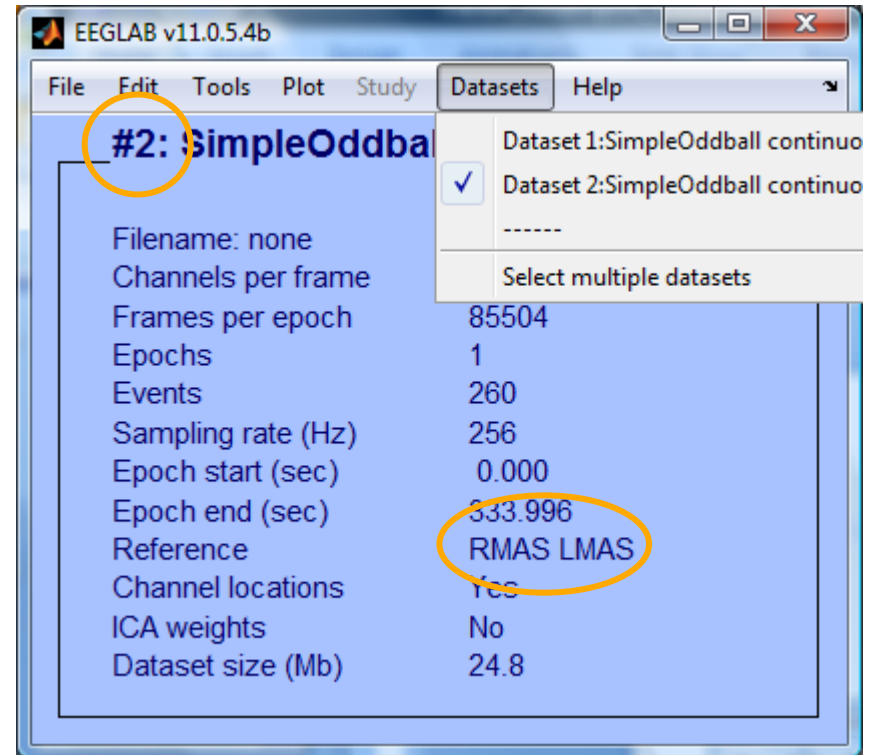 EEGLAB v11.0.5.4b
File Edit Tools Plot Study Datasets Help
#2: SimpleOddbal
Dataset 1:SimpleOddball continuo
Dataset 2:SimpleOddball continuo
------
Select multiple datasets
Filename: none
Channels per frame
Frames per epoch 85504
Epochs 1
Events 260
Sampling rate (Hz) 256
Epoch start (sec) 0.000
Epoch end (sec) 333.996
Reference RMAS LMAS
Channel locations Yes
ICA weights No
Dataset size (Mb) 24.8